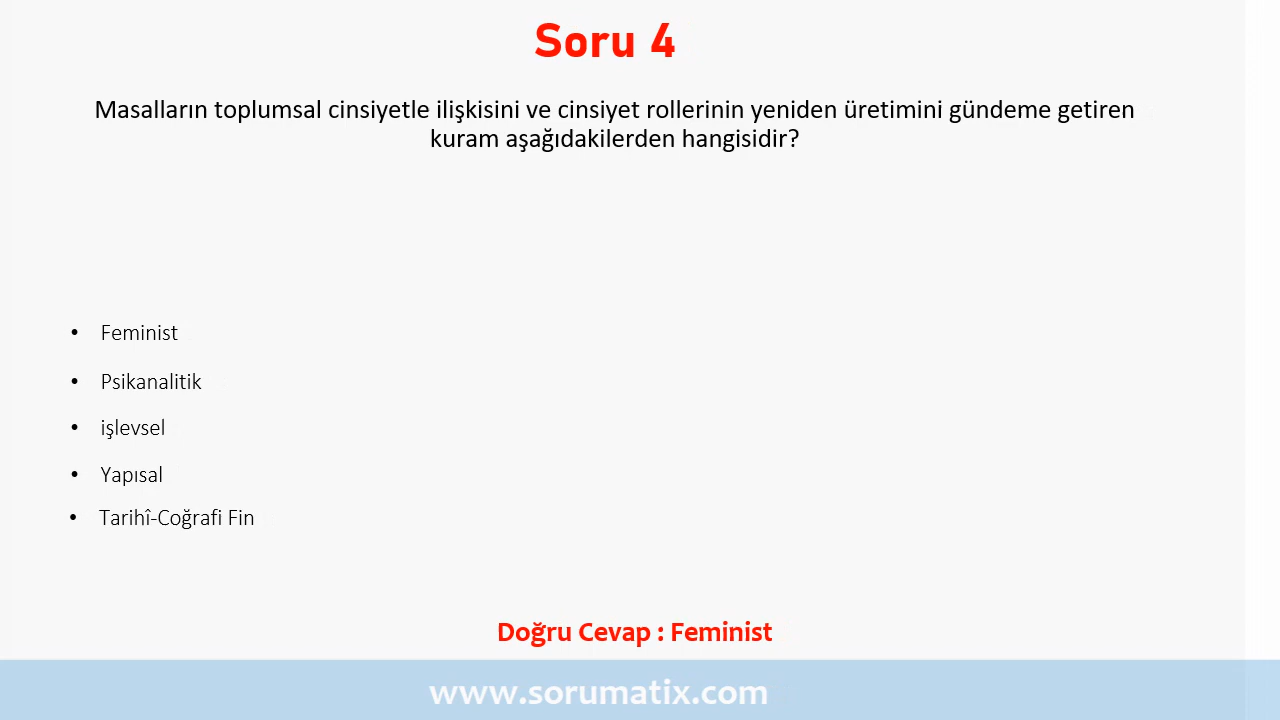 Soru 4
Masalların toplumsal cinsiyetle ilişkisini ve cinsiyet rollerinin yeniden üretimini gündeme getiren
kuram aşağıdakilerden hangisidir?
• Feminist
• Psikanalitik
• işlevsel
• Yapısal
• Tarihî-Coğrafi Fin
Doğru Cevap : Feminist
www.sorumatix.com